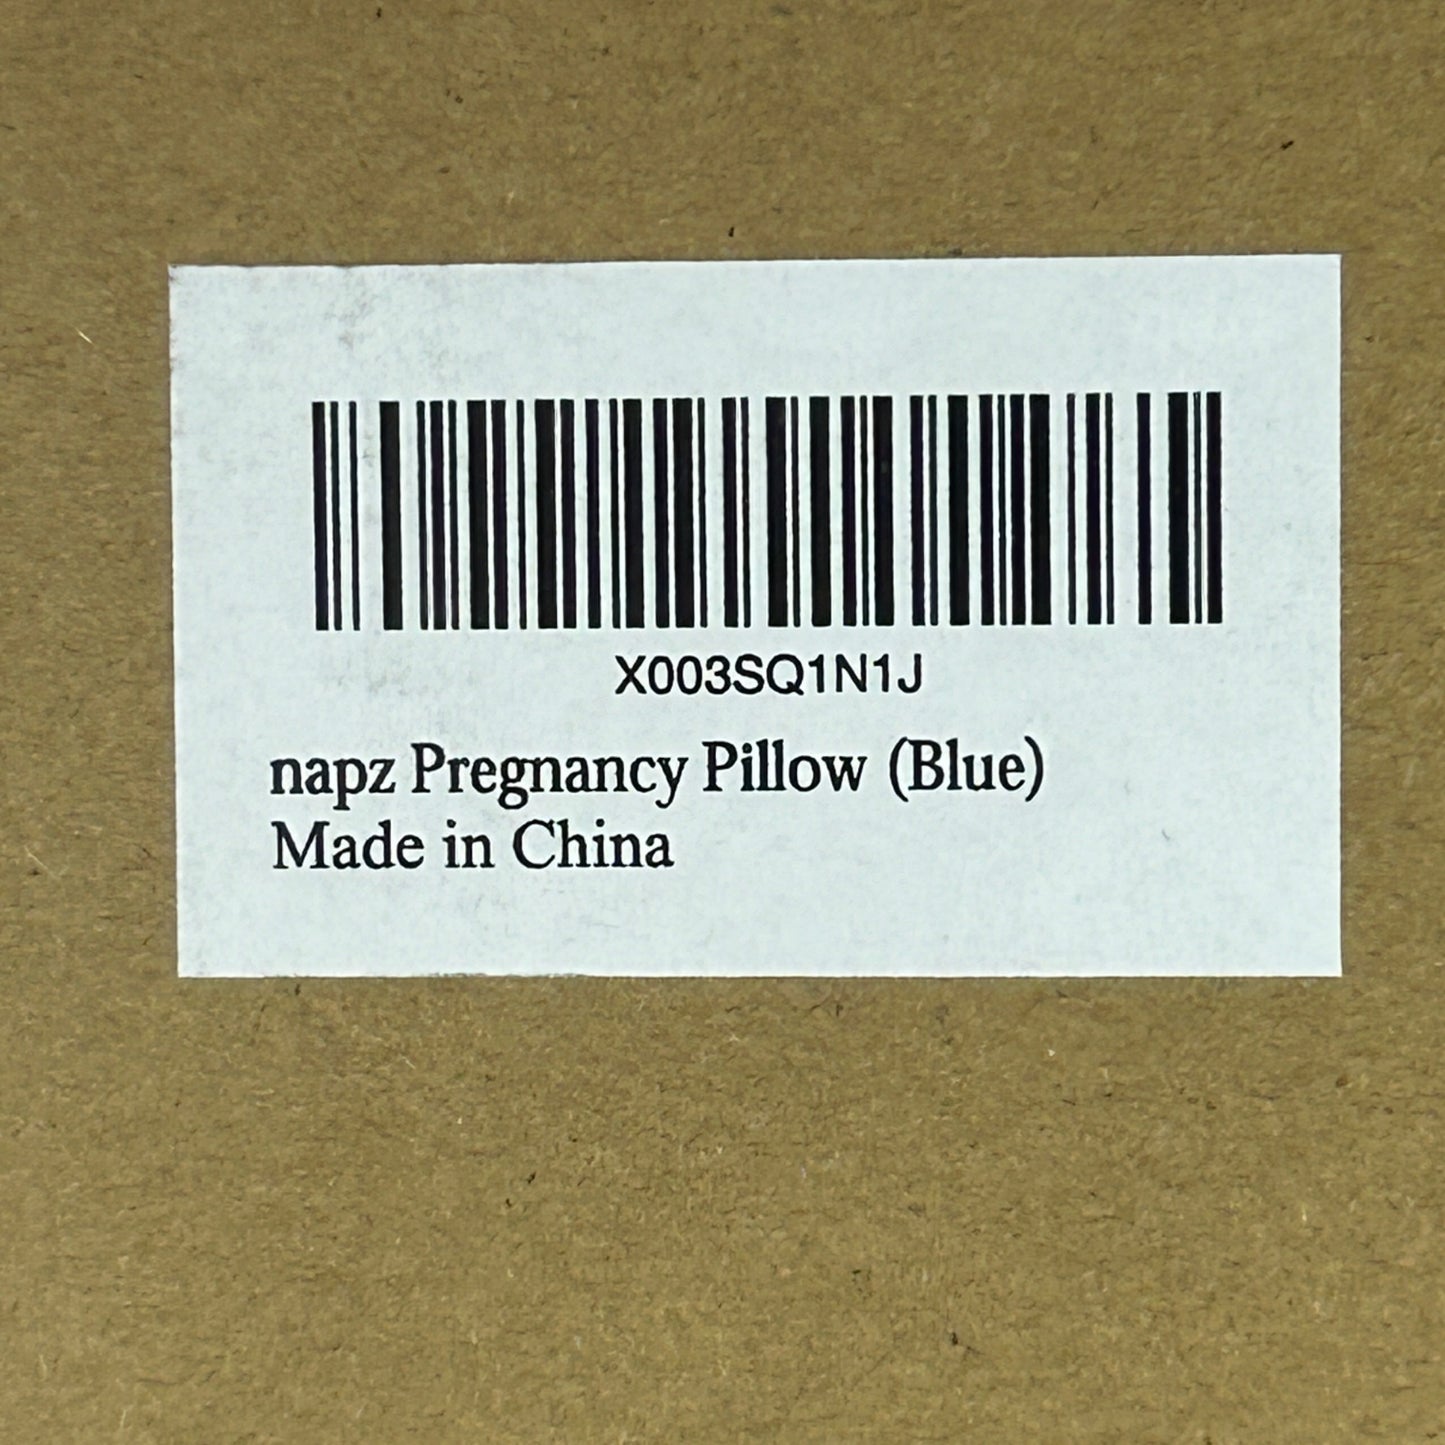 X003SQ1N1J
napz Pregnancy Pillow (Blue)
Made in China